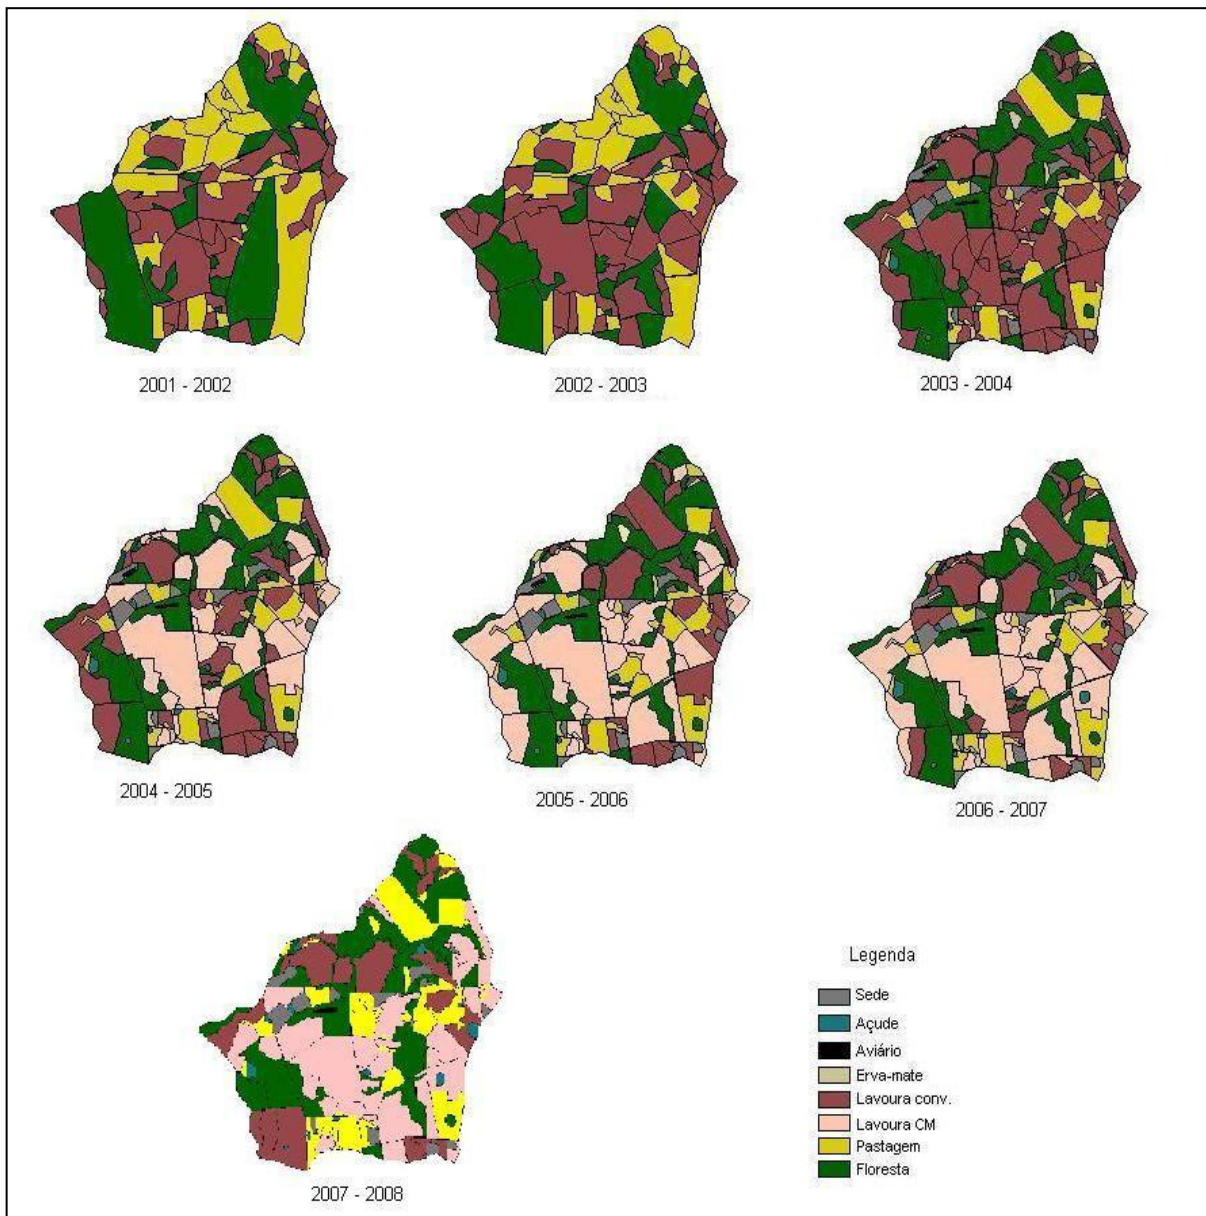 2001 - 2002
2002 - 2003
2003 - 2004
2004 - 2005
2005 - 2006
2006 - 2007
2007 - 2008
Legenda
Sede
Açude
Aviário
Erva-mate
Lavoura conv.
Lavoura CM
Pastagem
Floresta